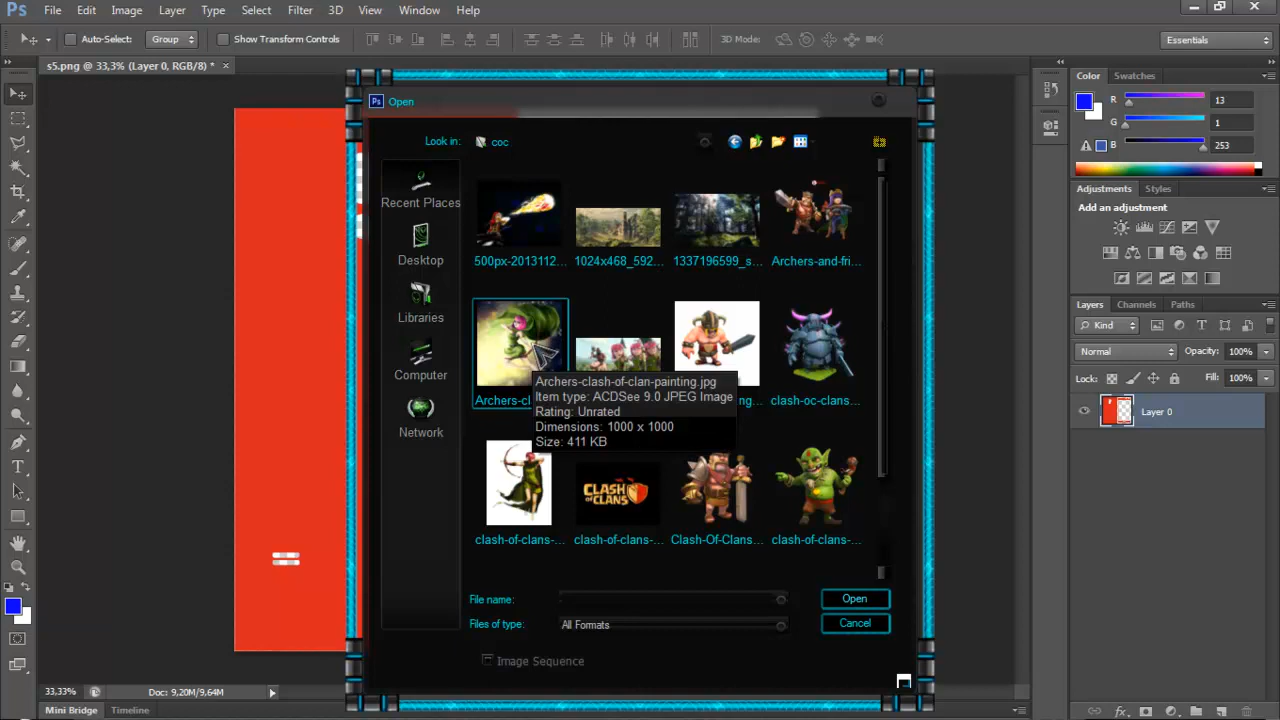 Ps File Edit Image Layer Type Select Filter 3D View Window Help
Auto-Select: Group Show Transform Controls 3D Mode: Essentials
s5.png @ 33,3% (Layer 0, RGB/8) * ×
Ps Open
Look in: coc
Recent Places
Desktop
Libraries
Computer
Network
500px-2013112... 1024x468_592... 1337196599_s... Archers-and-fri...
Archers-cl clash-oc-clans...
Archers-clash-of-clan-painting.jpg
Item type: ACDSee 9.0 JPEG Image
Rating: Unrated
Dimensions: 1000 x 1000
Size: 411 KB
CLASH OF CLANS
clash-of-clans-... clash-of-clans-... Clash-Of-Clans... clash-of-clans-...
File name: Open
Files of type: All Formats Cancel
Image Sequence
Color Swatches
R 13
G 1
B 253
Adjustments Styles
Add an adjustment
Layers Channels Paths
Kind
Normal Opacity: 100%
Lock: Fill: 100%
Layer 0
33,33% Doc: 9,20M/9,64M
Mini Bridge Timeline